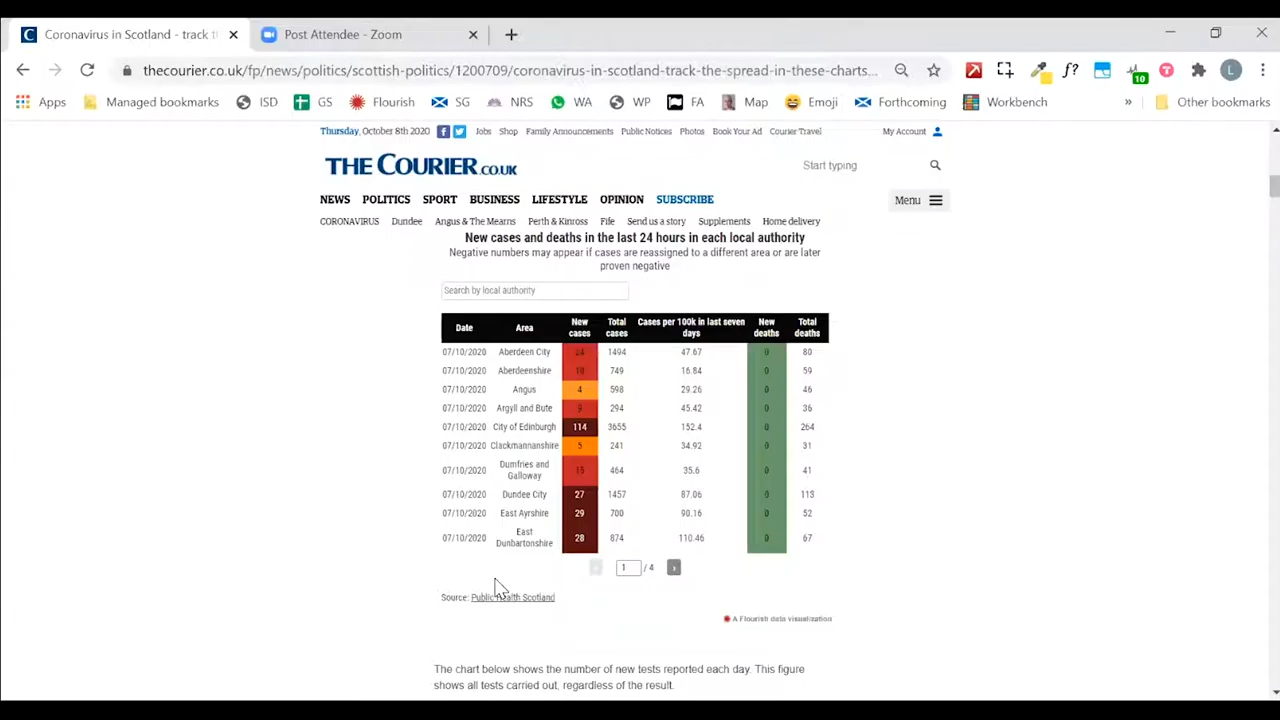 Coronavirus in Scotland - track t
Post Attendee - Zoom
thecourier.co.uk/fp/news/politics/scottish-politics/1200709/coronavirus-in-scotland-track-the-spread-in-these-charts...
10
L
Apps Managed bookmarks ISD GS Flourish SG NRS WA WP FA Map Emoji Forthcoming Workbench » Other bookmarks
Thursday, October 8th 2020 Jobs Shop Family Announcements Public Notices Photos Book Your Ad Courier Travel My Account
THE COURIER.CO.UK
Start typing
NEWS POLITICS SPORT BUSINESS LIFESTYLE OPINION SUBSCRIBE
Menu
CORONAVIRUS Dundee Angus & The Mearns Perth & Kinross Fife Send us a story Supplements Home delivery
New cases and deaths in the last 24 hours in each local authority
Negative numbers may appear if cases are reassigned to a different area or are later
proven negative
Search by local authority
Date Area New cases Total cases Cases per 100k in last seven days New deaths Total deaths
07/10/2020 Aberdeen City 24 1494 47.67 0 80
07/10/2020 Aberdeenshire 18 749 16.84 0 59
07/10/2020 Angus 4 598 29.26 0 46
07/10/2020 Argyll and Bute 9 294 45.42 0 36
07/10/2020 City of Edinburgh 114 3655 152.4 0 264
07/10/2020 Clackmannanshire 5 241 34.92 0 31
07/10/2020 Dumfries and Galloway 15 464 35.6 0 41
07/10/2020 Dundee City 27 1457 87.06 0 113
07/10/2020 East Ayrshire 29 700 90.16 0 52
07/10/2020 East Dunbartonshire 28 874 110.46 0 67
1 / 4
Source: Public Health Scotland
A Flourish data visualization
The chart below shows the number of new tests reported each day. This figure
shows all tests carried out, regardless of the result.